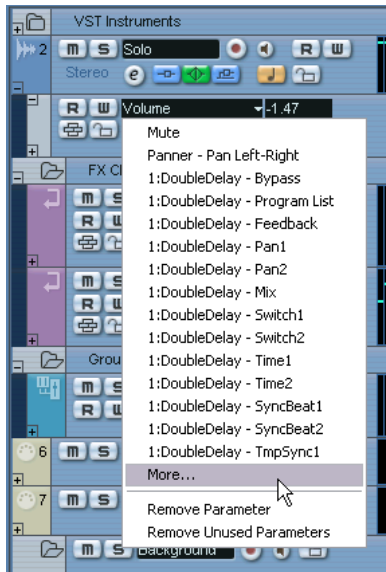 VST Instruments
2 M S Solo R W
Stereo e
R W Volume -1.47
Mute
Panner - Pan Left-Right
1:DoubleDelay - Bypass
FX C
1:DoubleDelay - Program List
M S
R W
1:DoubleDelay - Feedback
1:DoubleDelay - Pan1
1:DoubleDelay - Pan2
M S
1:DoubleDelay - Mix
R W
1:DoubleDelay - Switch1
1:DoubleDelay - Switch2
Grou
1:DoubleDelay - Time1
M S
1:DoubleDelay - Time2
R W
1:DoubleDelay - SyncBeat1
1:DoubleDelay - SyncBeat2
6 M S
1:DoubleDelay - TmpSync1
More...
7 M S
Remove Parameter
Remove Unused Parameters
M S Background